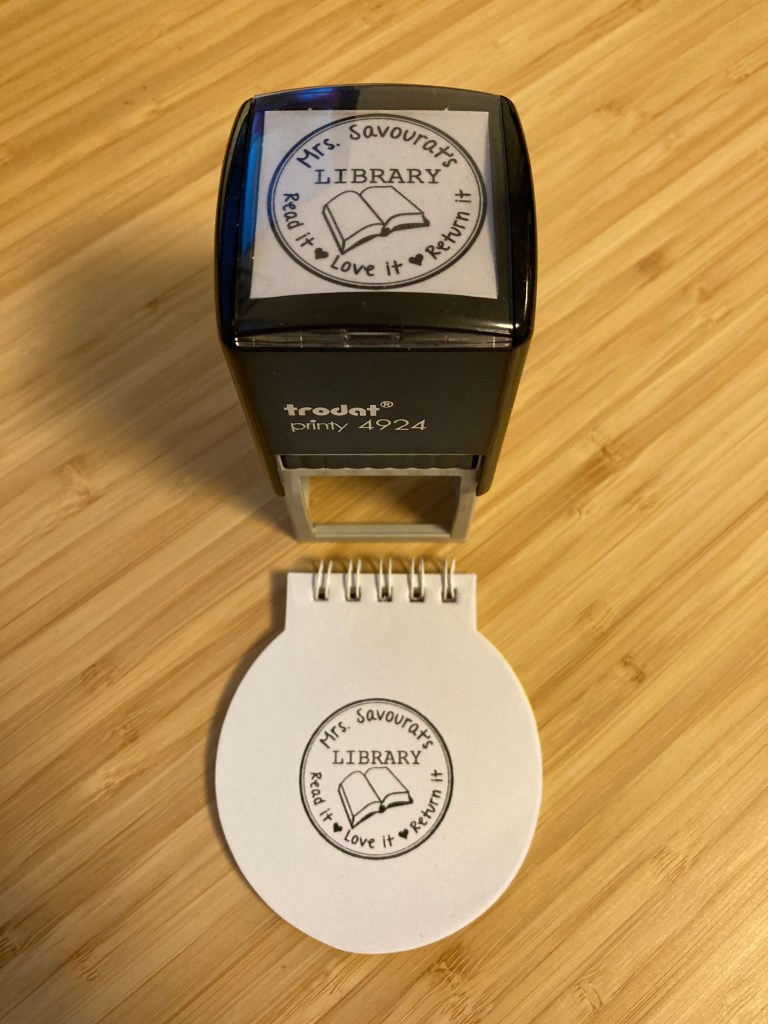 Mrs. Savourat's
LIBRARY
Read it ♥ Love it ♥ Return it
trodat®
printy 4924
Mrs. Savourat's
LIBRARY
Read it ♥ Love it ♥ Return it